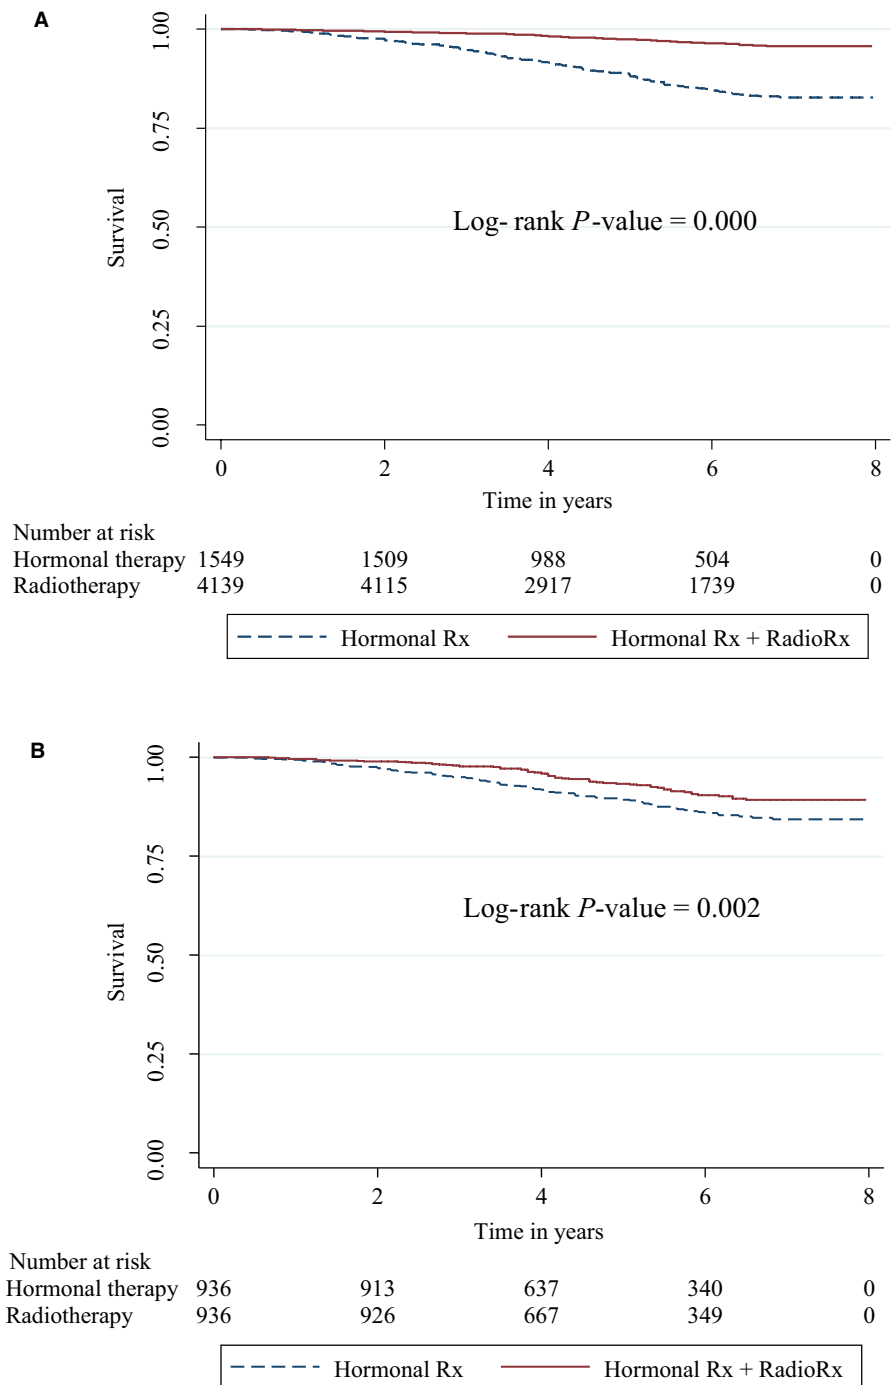 A
1.00
0.75
0.50
0.25
0.00
Survival
Log- rank P-value = 0.000
0 2 4 6 8
Time in years
Number at risk
Hormonal therapy 1549 1509 988 504 0
Radiotherapy 4139 4115 2917 1739 0
Hormonal Rx Hormonal Rx + RadioRx
B
1.00
0.75
0.50
0.25
0.00
Survival
Log-rank P-value = 0.002
0 2 4 6 8
Time in years
Number at risk
Hormonal therapy 936 913 637 340 0
Radiotherapy 936 926 667 349 0
Hormonal Rx Hormonal Rx + RadioRx